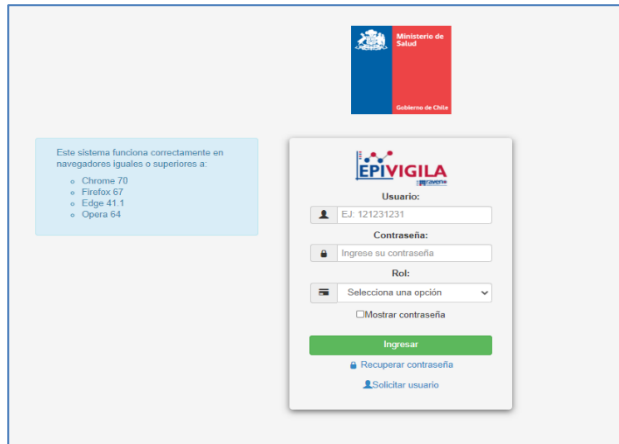 Ministerio de
Salud
Gobierno de Chile
Este sistema funciona correctamente en
navegadores iguales o superiores a:
Chrome 70
Firefox 67
Edge 41.1
Opera 64
EPIVIGILA
Usuario:
EJ: 121231231
Contraseña:
Ingrese su contraseña
Rol:
Selecciona una opción
Mostrar contraseña
Ingresar
Recuperar contraseña
Solicitar usuario